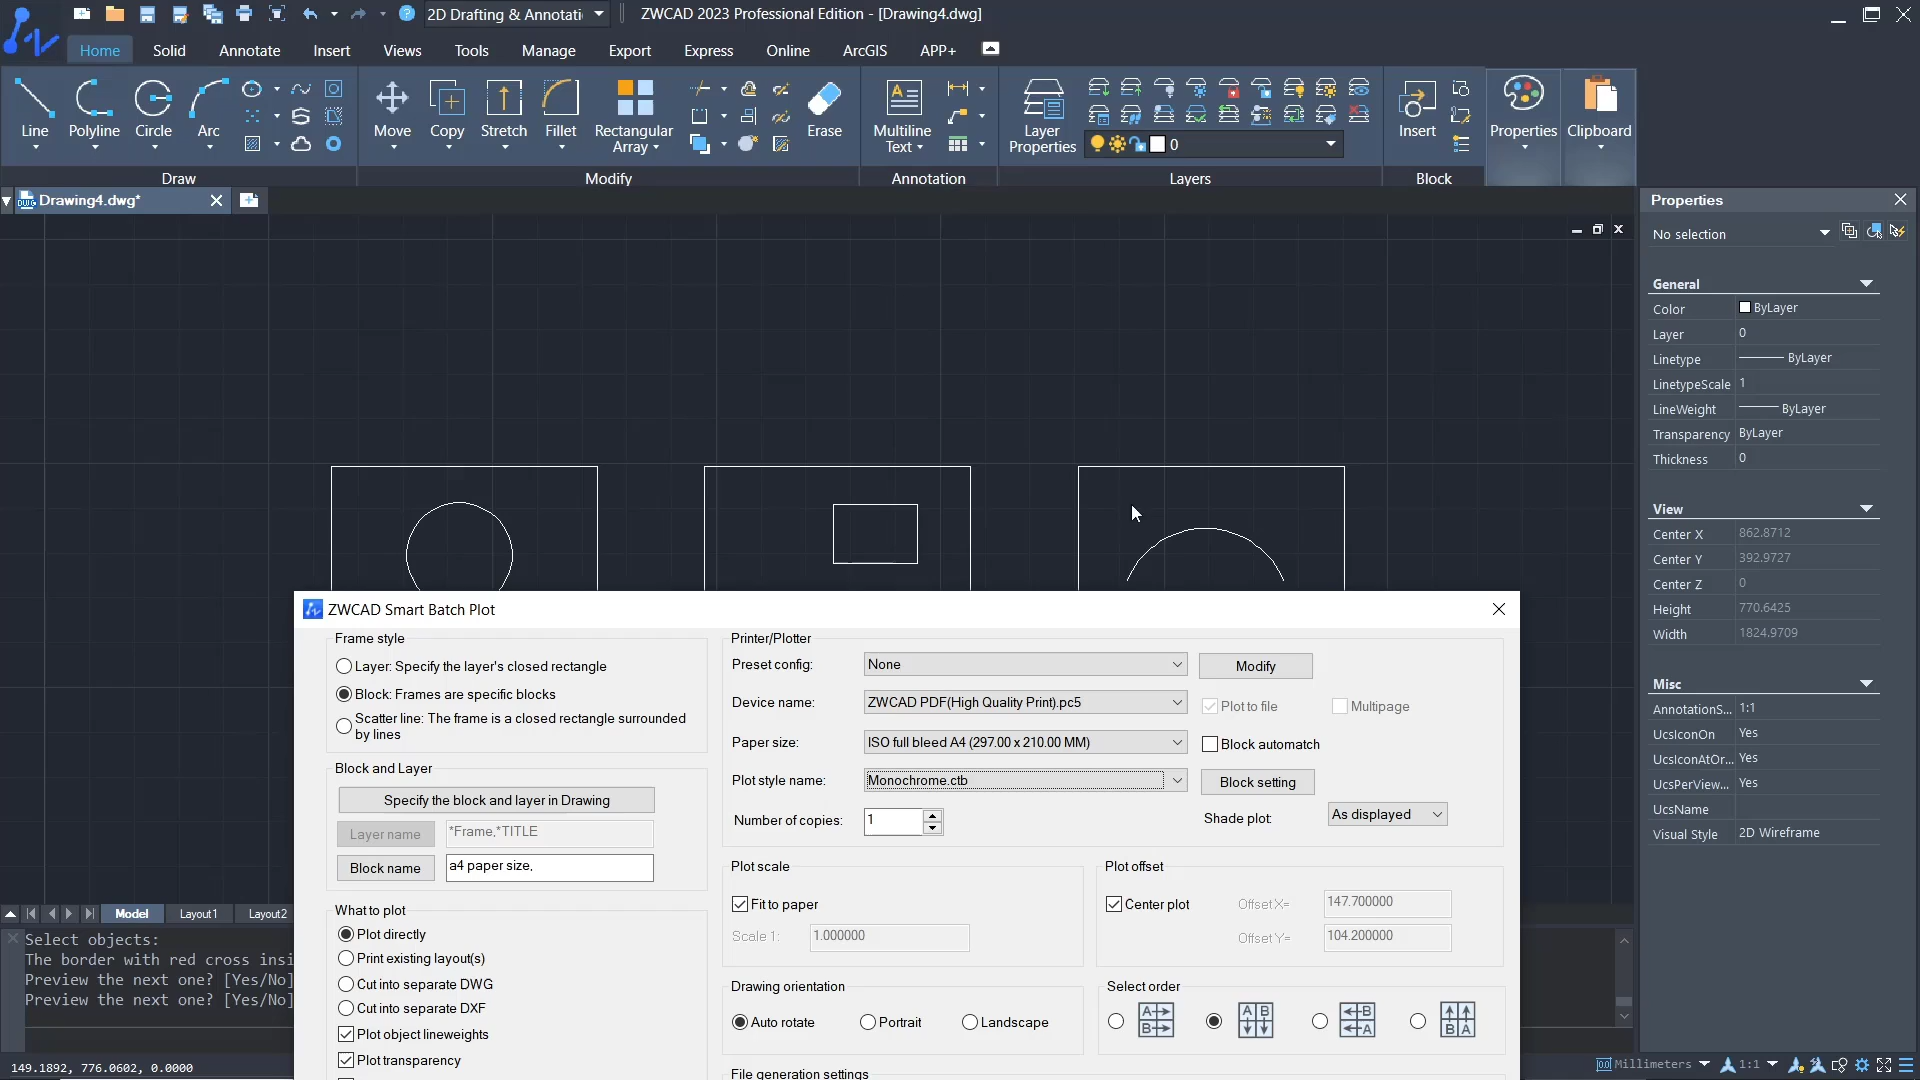 2D Drafting & Annotati
ZWCAD 2023 Professional Edition - [Drawing4.dwg]
Home Solid Annotate Insert Views Tools Manage Export Express Online ArcGIS APP+
Line Polyline Circle Arc
Move Copy Stretch Fillet Rectangular Array Erase
Multiline Text
Layer Properties
0
Insert Properties Clipboard
Draw Modify Annotation Layers Block
Drawing4.dwg*
Properties
No selection
General
Color ByLayer
Layer 0
Linetype ByLayer
LinetypeScale 1
LineWeight ByLayer
Transparency ByLayer
Thickness 0
View
Center X 862.8712
Center Y 392.9727
Center Z 0
Height 770.6425
Width 1824.9709
Misc
AnnotationS... 1:1
UcsIconOn Yes
UcsIconAtOr... Yes
UcsPerView... Yes
UcsName
Visual Style 2D Wireframe
ZWCAD Smart Batch Plot
Frame style
Layer: Specify the layer's closed rectangle
Block: Frames are specific blocks
Scatter line: The frame is a closed rectangle surrounded
by lines
Block and Layer
Specify the block and layer in Drawing
Layer name *Frame,*TITLE
Block name a4 paper size,
What to plot
Plot directly
Print existing layout(s)
Cut into separate DWG
Cut into separate DXF
Plot object lineweights
Plot transparency
Printer/Plotter
Preset config: None Modify
Device name: ZWCAD PDF(High Quality Print).pc5 Plot to file Multipage
Paper size: ISO full bleed A4 (297.00 x 210.00 MM) Block automatch
Plot style name: Monochrome.ctb Block setting
Number of copies: 1 Shade plot: As displayed
Plot scale
Fit to paper
Scale 1: 1.000000
Plot offset
Center plot Offset X= 147.700000
Offset Y= 104.200000
Drawing orientation
Auto rotate Portrait Landscape
Select order
A B
A B
B A
B A
File generation settings
Model Layout1 Layout2
Select objects:
The border with red cross insi
Preview the next one? [Yes/No]
Preview the next one? [Yes/No]
149.1892, 776.0602, 0.0000
Millimeters 1:1